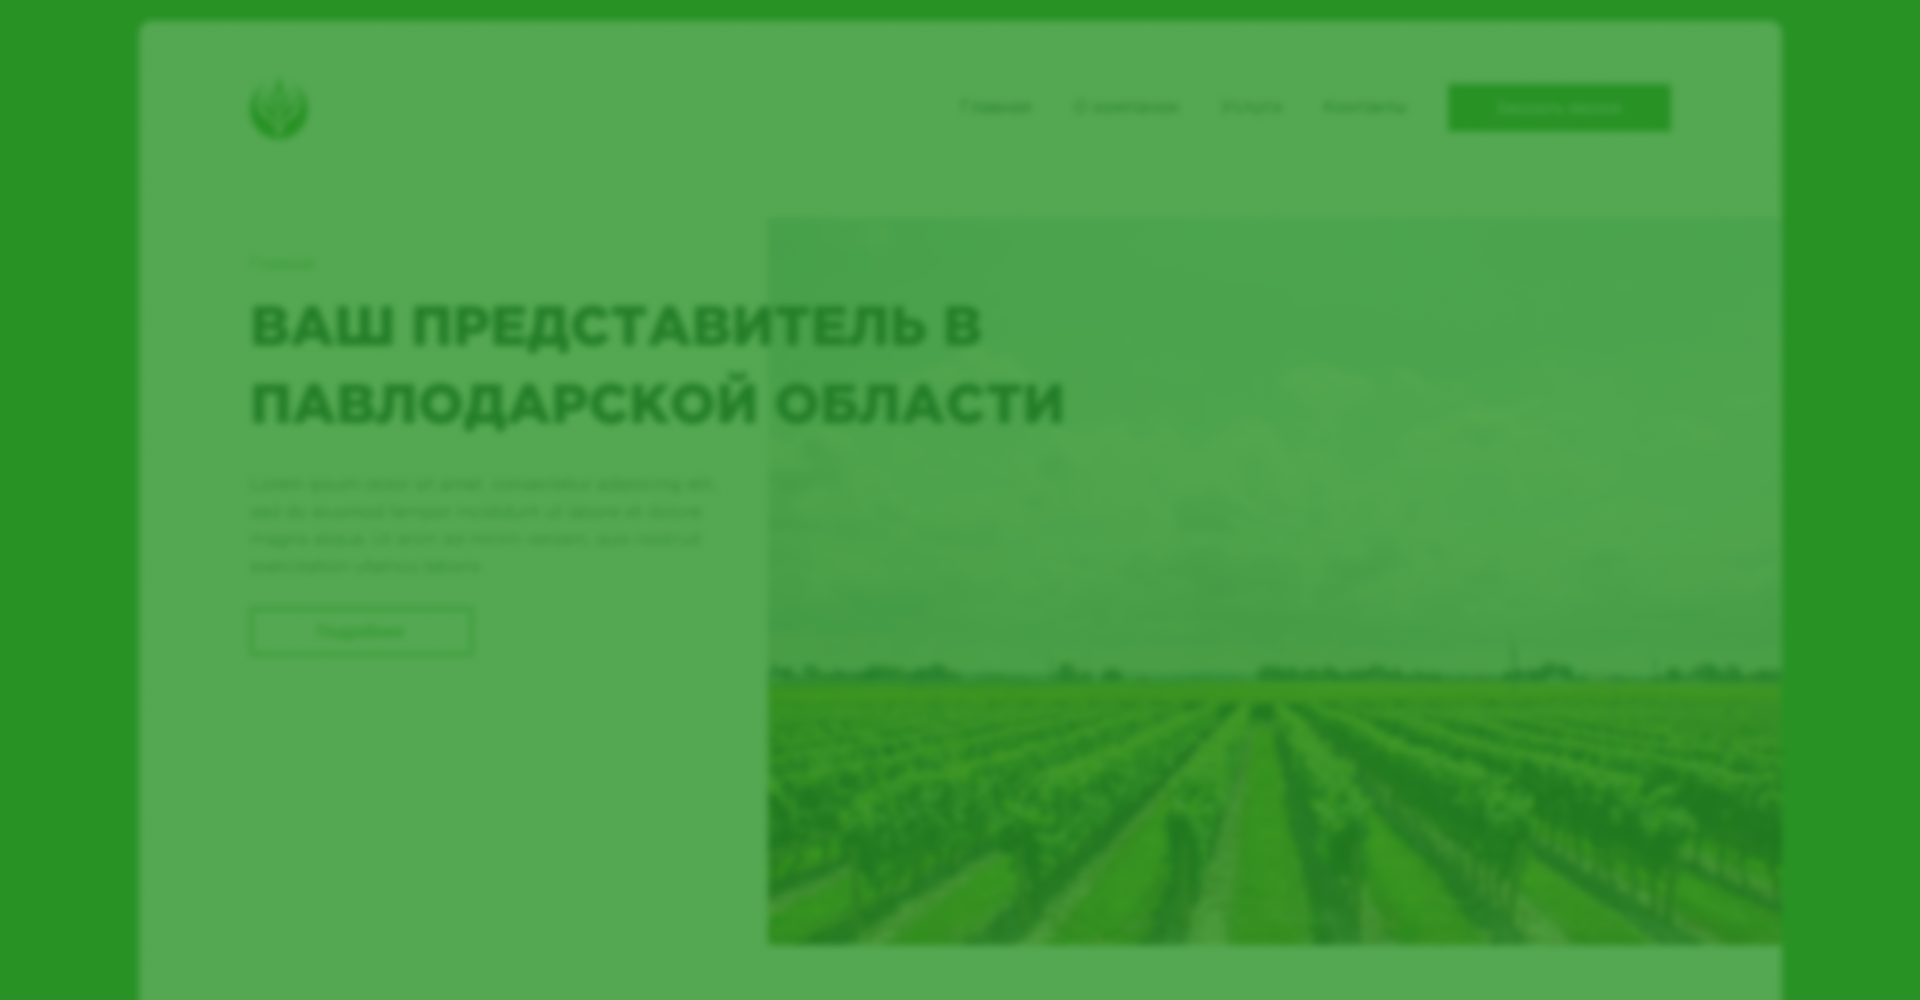 Главная О компании Услуги Контакты
ВАШ ПРЕДСТАВИТЕЛЬ В
ПАВЛОДАРСКОЙ ОБЛАСТИ
Lorem ipsum dolor sit amet, consectetur adipiscing elit,
sed do eiusmod tempor incididunt ut labore et dolore
magna aliqua. Ut enim ad minim veniam, quis nostrud
exercitation ullamco laboris
Подробнее